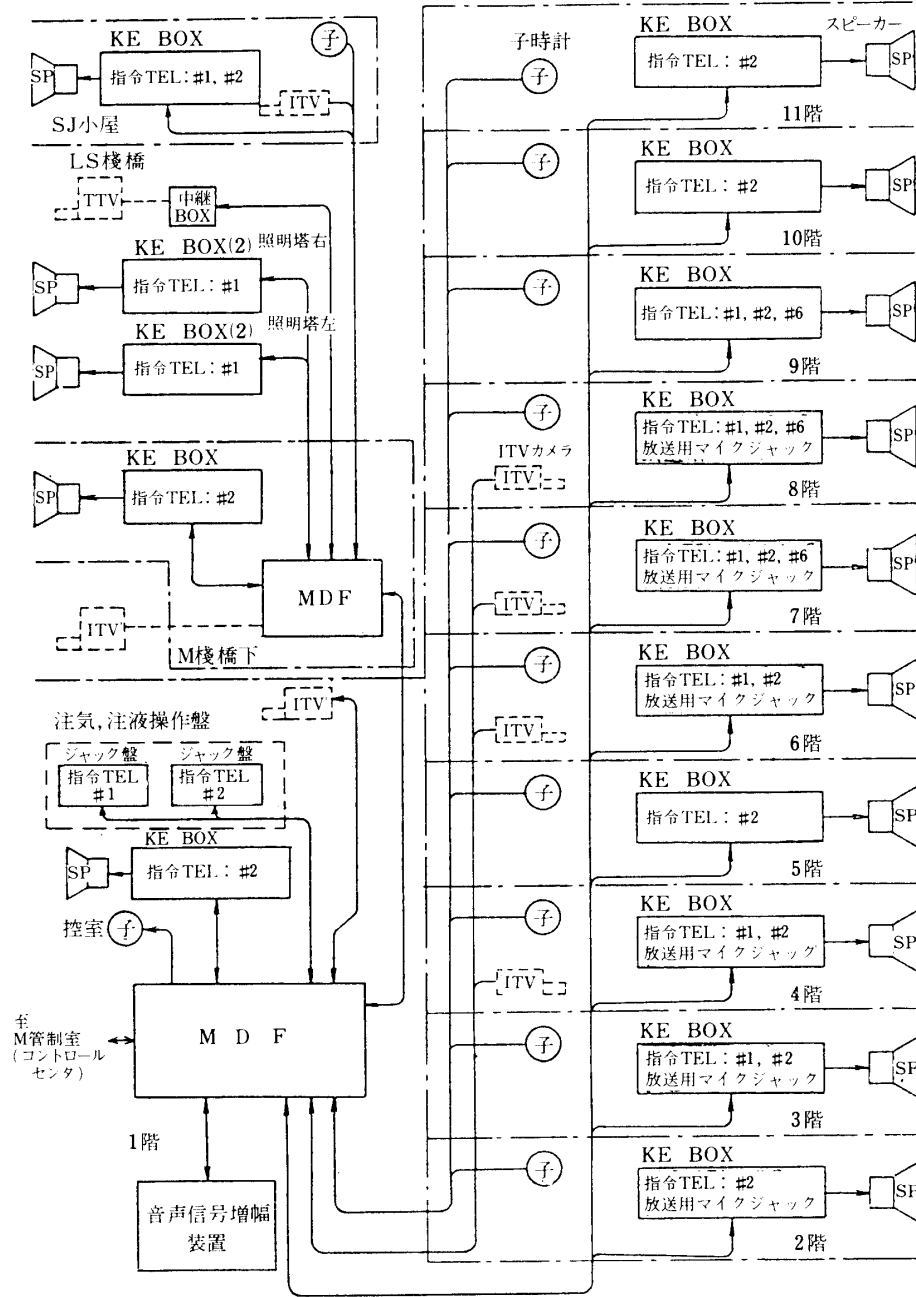 KE BOX
指令TEL：#1, #2
SP
子
ITV
SJ小屋
LS棧橋
TTV
中継
BOX
KE BOX(2)
照明塔右
指令TEL：#1
SP
KE BOX(2)
照明塔左
指令TEL：#1
SP
KE BOX
指令TEL：#2
SP
MDF
ITV
M棧橋下
ITV
注気，注液操作盤
ジャック盤
指令TEL
#1
ジャック盤
指令TEL
#2
KE BOX
指令TEL：#2
SP
控室
子
至
M管制室
(コントロール
センタ)
MDF
1階
音声信号増幅
装置
子時計
子
KE BOX
指令TEL：#2
スピーカー
SP
11階
子
KE BOX
指令TEL：#2
SP
10階
子
KE BOX
指令TEL：#1, #2, #6
SP
9階
子
ITVカメラ
ITV
KE BOX
指令TEL：#1, #2, #6
放送用マイクジャック
SP
8階
子
ITV
KE BOX
指令TEL：#1, #2, #6
放送用マイクジャック
SP
7階
子
ITV
KE BOX
指令TEL：#1, #2
放送用マイクジャック
SP
6階
子
KE BOX
指令TEL：#2
SP
5階
子
ITV
KE BOX
指令TEL：#1, #2
放送用マイクジャッグ
SP
4階
子
KE BOX
指令TEL：#1, #2
放送用マイクジャック
SP
3階
子
KE BOX
指令TEL：#2
放送用マイクジャック
SP
2階